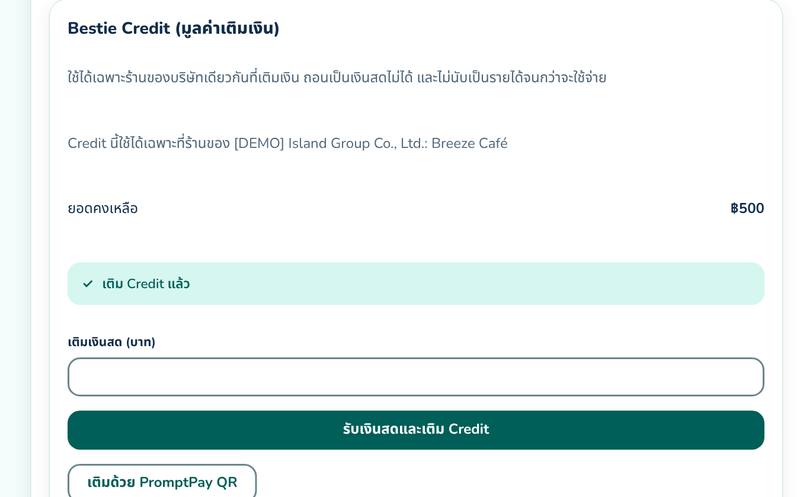 Bestie Credit (มูลค่าเติมเงิน)
ใช้ได้เฉพาะร้านของบริษัทเดียวกันที่เติมเงิน ถอนเป็นเงินสดไม่ได้ และไม่นับเป็นรายได้จนกว่าจะใช้จ่าย
Credit นี้ใช้ได้เฉพาะที่ร้านของ [DEMO] Island Group Co., Ltd.: Breeze Café
ยอดคงเหลือ ฿500
✓ เติม Credit แล้ว
เติมเงินสด (บาท)
รับเงินสดและเติม Credit
เติมด้วย PromptPay QR